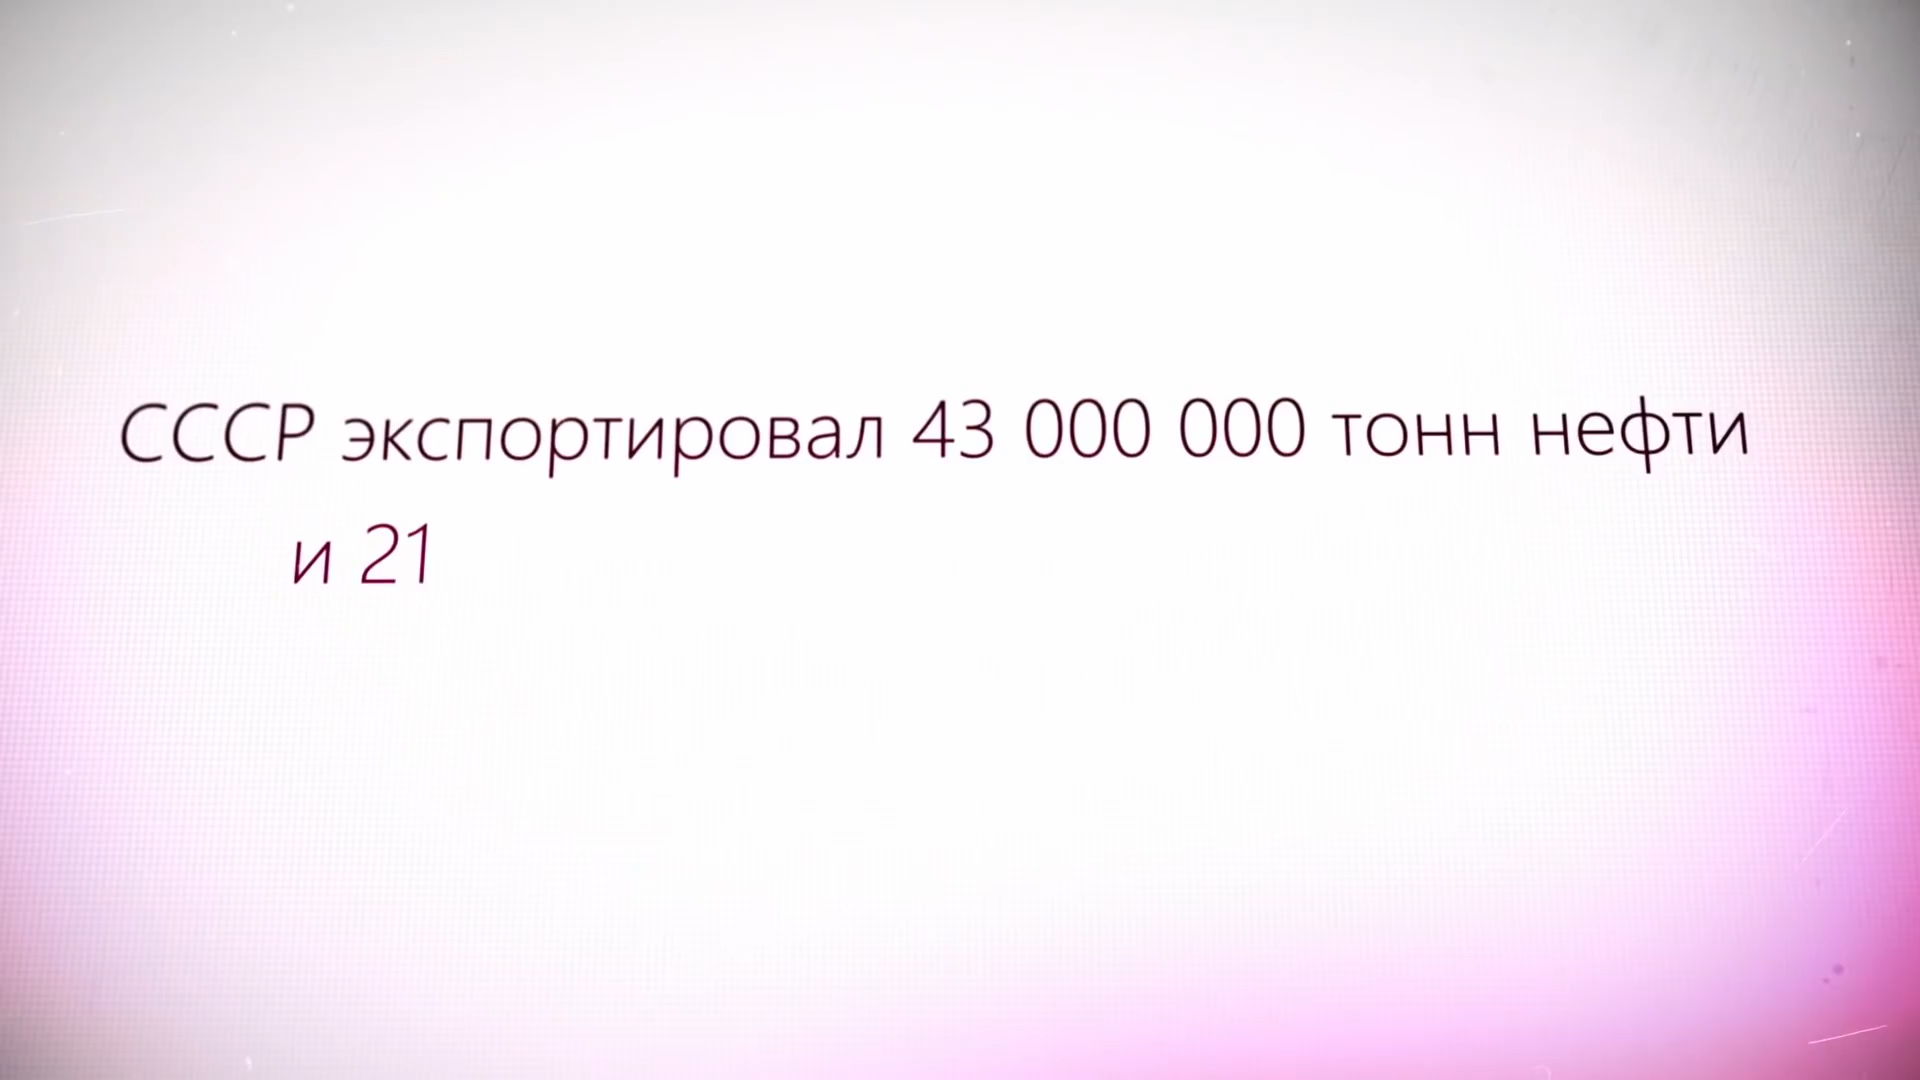 СССР экспортировал 43 000 000 тонн нефти
и 21